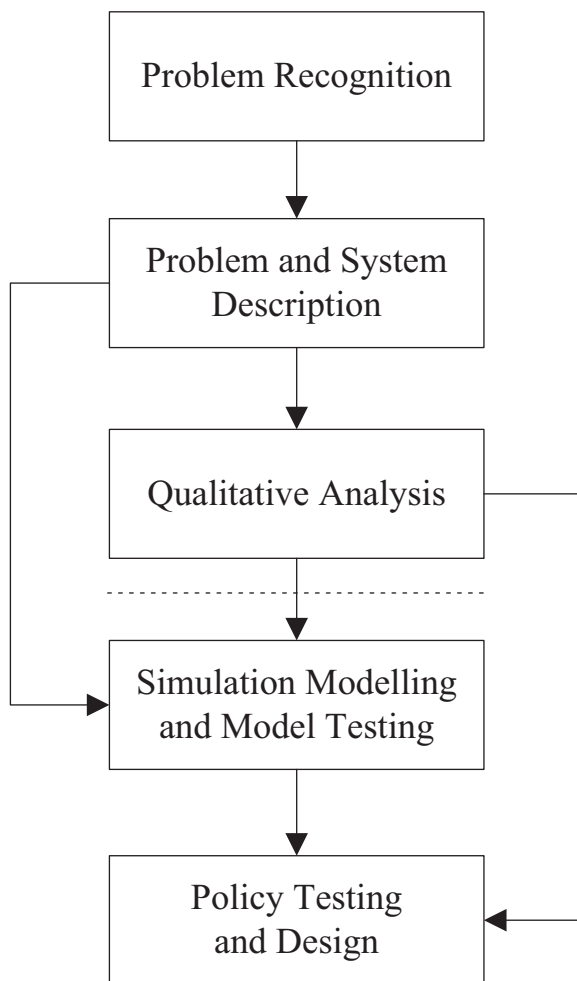 Problem Recognition
Problem and System
Description
Qualitative Analysis
Simulation Modelling
and Model Testing
Policy Testing
and Design